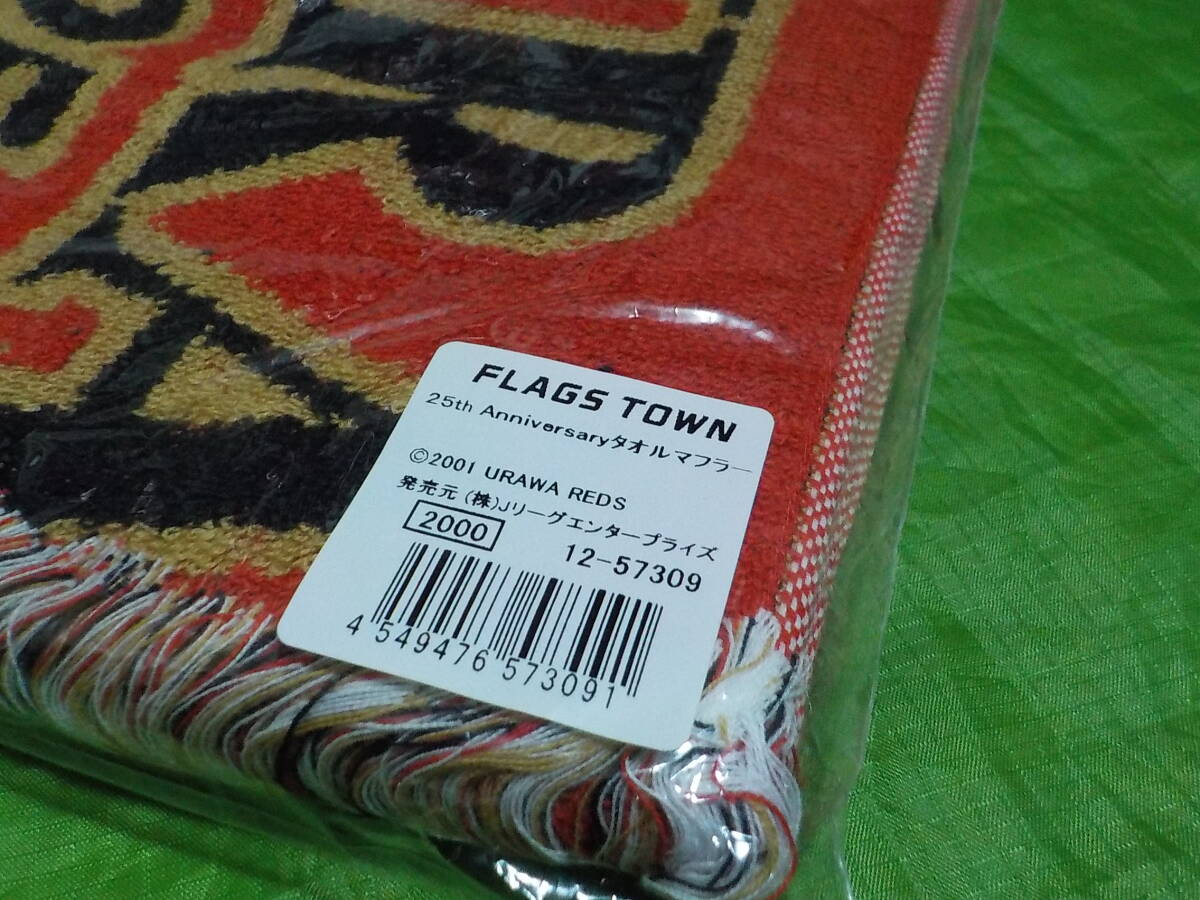 FLAGS TOWN
25th Anniversaryタオルマフラー
©2001 URAWA REDS
発売元 (株)Jリーグエンタープライズ
2000 12-57309
4 549476 573091